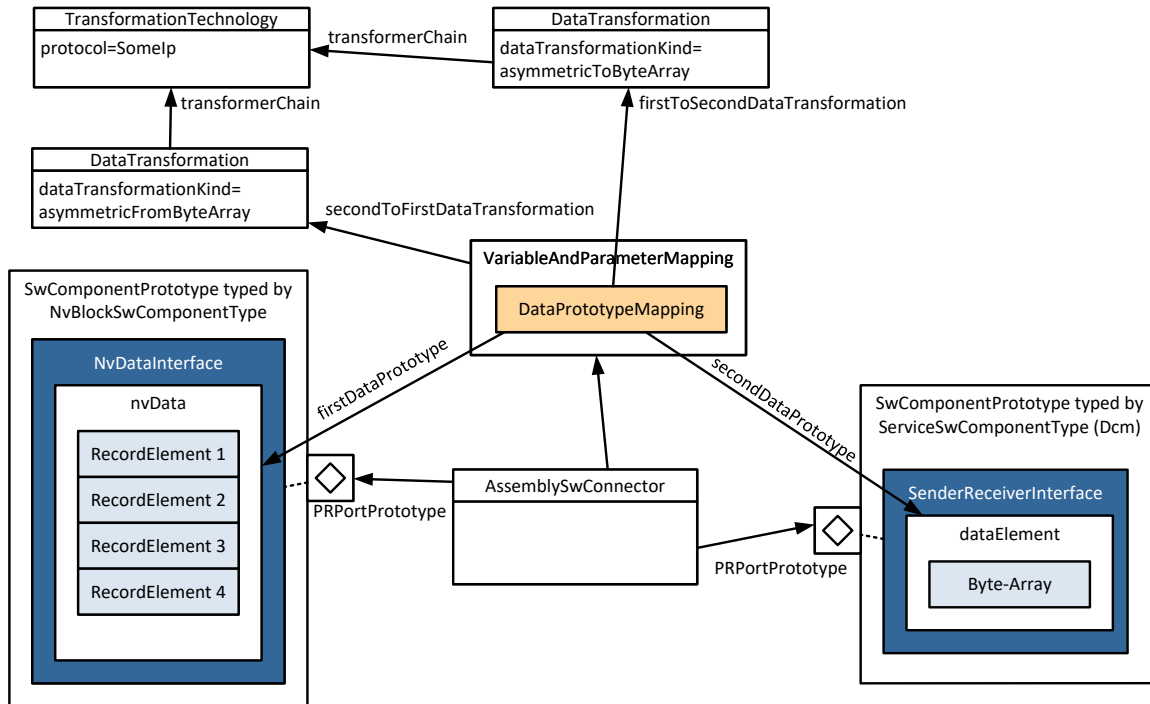 TransformationTechnology
protocol=SomeIp
transformerChain
DataTransformation
dataTransformationKind=
asymmetricToByteArray
transformerChain
firstToSecondDataTransformation
DataTransformation
dataTransformationKind=
asymmetricFromByteArray
secondToFirstDataTransformation
VariableAndParameterMapping
DataPrototypeMapping
SwComponentPrototype typed by
NvBlockSwComponentType
NvDataInterface
nvData
RecordElement 1
RecordElement 2
RecordElement 3
RecordElement 4
firstDataPrototype
secondDataPrototype
PRPortPrototype
AssemblySwConnector
PRPortPrototype
SwComponentPrototype typed by
ServiceSwComponentType (Dcm)
SenderReceiverInterface
dataElement
Byte-Array